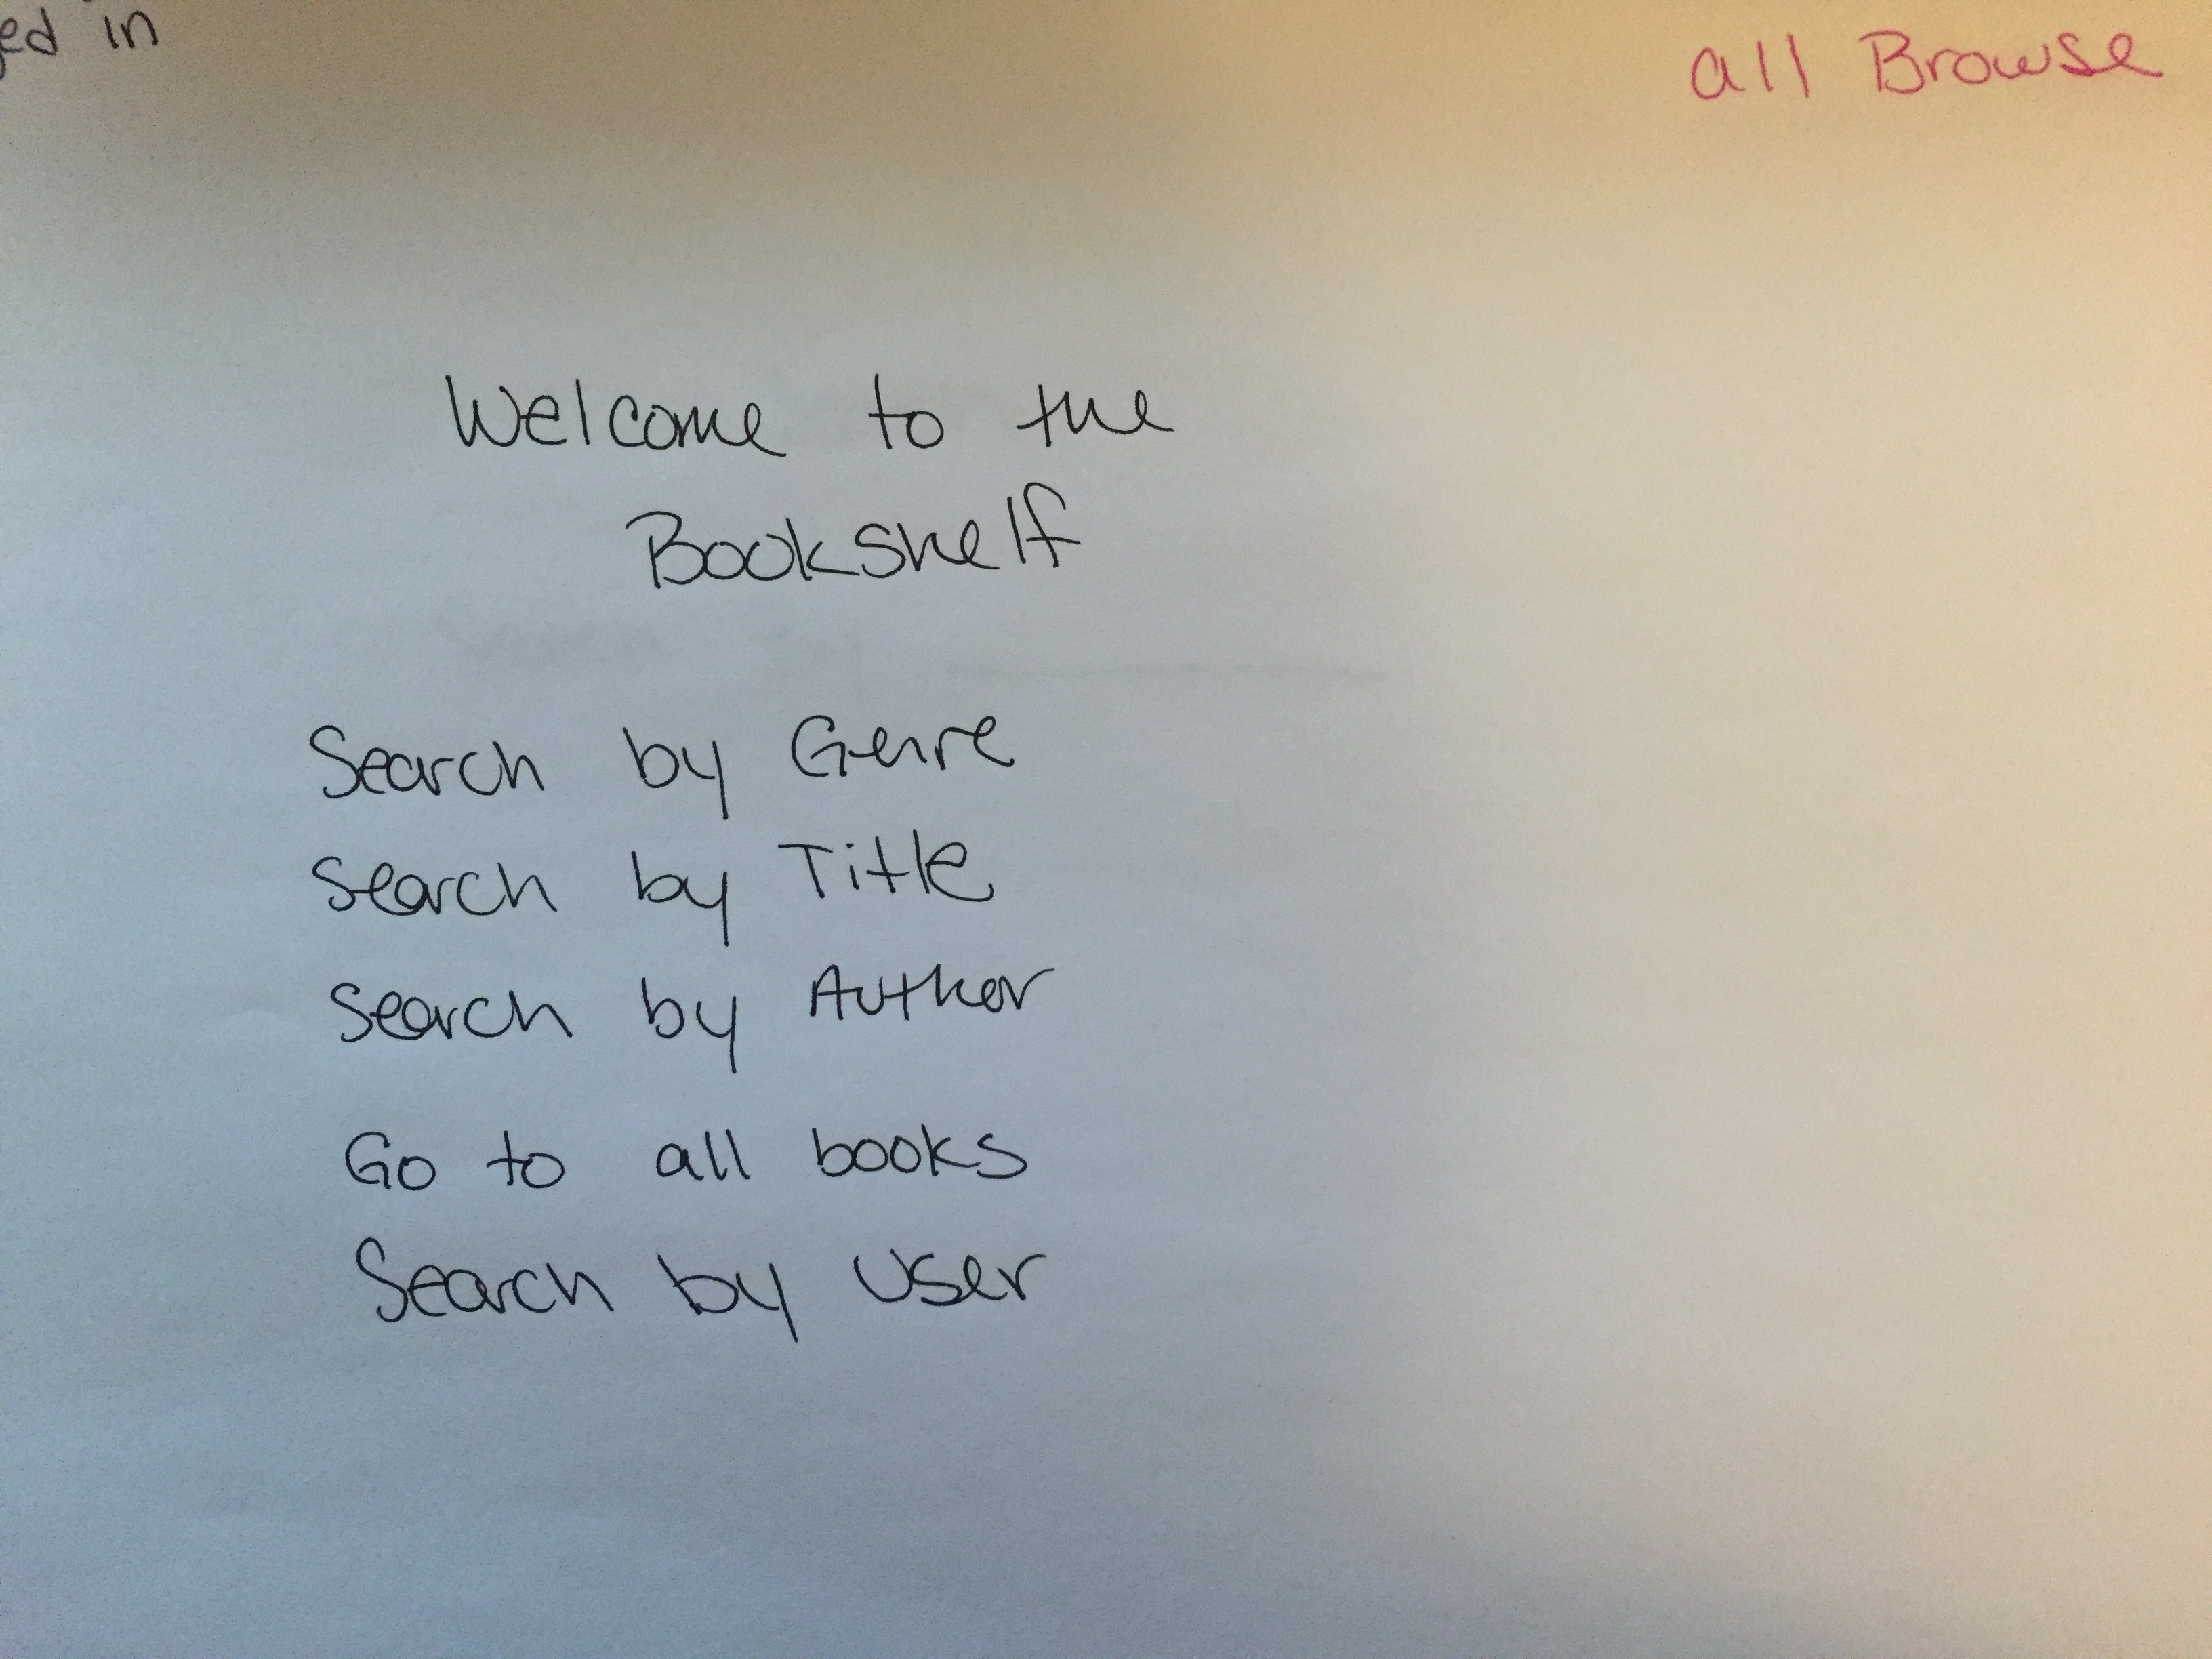 in
all Browse
Welcome to the
Bookshelf
Search by Genre
Search by Title
Search by Author
Go to all books
Search by User